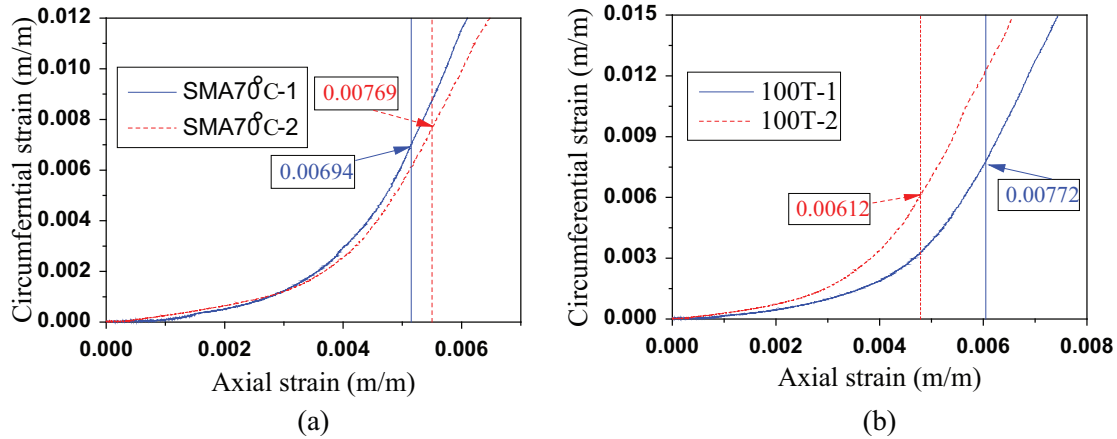 Circumferntial strain (m/m)
0.012
0.010
0.008
0.006
0.004
0.002
0.000
SMA70℃-1
SMA70℃-2
0.00769
0.00694
0.000 0.002 0.004 0.006
Axial strain (m/m)
(a)
Circumferential strain (m/m)
0.015
0.012
0.009
0.006
0.003
0.000
100T-1
100T-2
0.00612
0.00772
0.000 0.002 0.004 0.006 0.008
Axial strain (m/m)
(b)